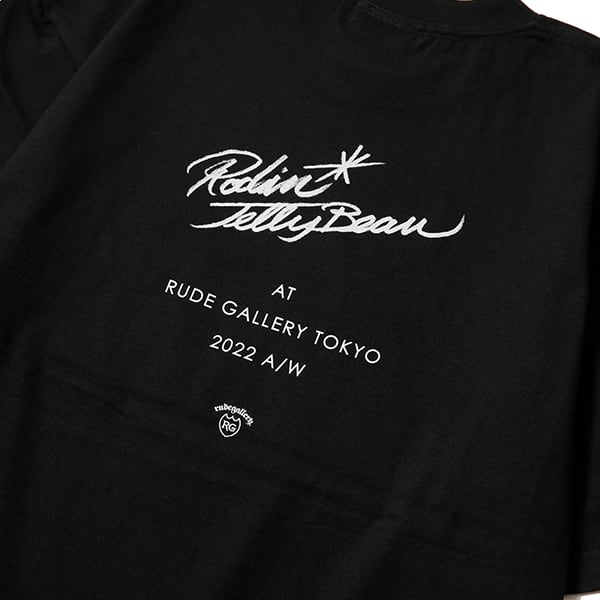 Rodin*
Jelly Bean
AT
RUDE GALLERY TOKYO
2022 A/W
rudegallery
RG